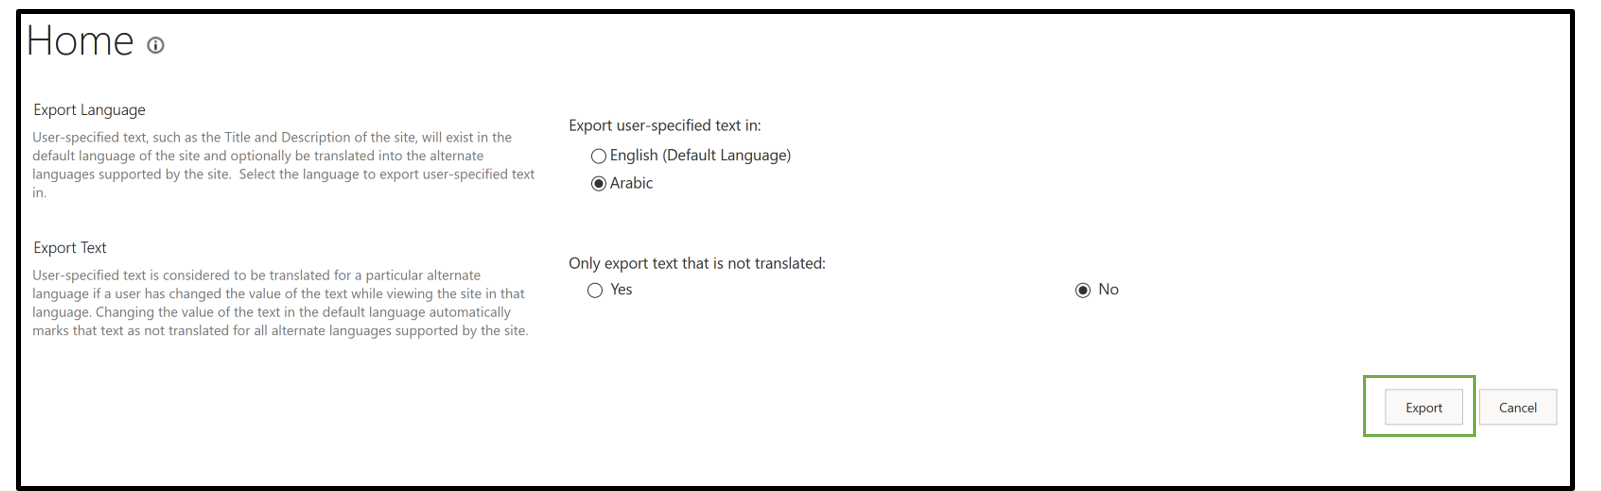 Home
Export Language
User-specified text, such as the Title and Description of the site, will exist in the
default language of the site and optionally be translated into the alternate
languages supported by the site.  Select the language to export user-specified text
in.
Export user-specified text in:
English (Default Language)
Arabic
Export Text
User-specified text is considered to be translated for a particular alternate
language if a user has changed the value of the text while viewing the site in that
language. Changing the value of the text in the default language automatically
marks that text as not translated for all alternate languages supported by the site.
Only export text that is not translated:
Yes
No
Export
Cancel